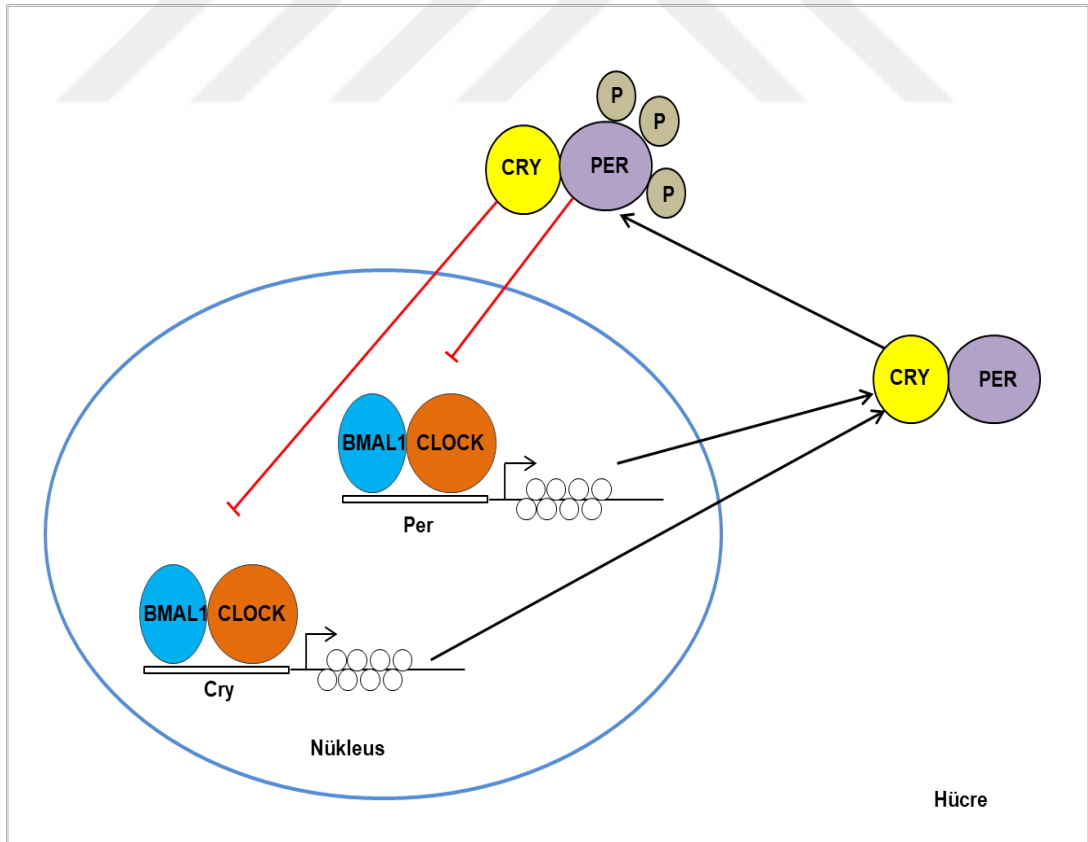 P
P
CRY
PER
P
CRY
PER
BMAL1
CLOCK
Per
BMAL1
CLOCK
Cry
Nükleus
Hücre